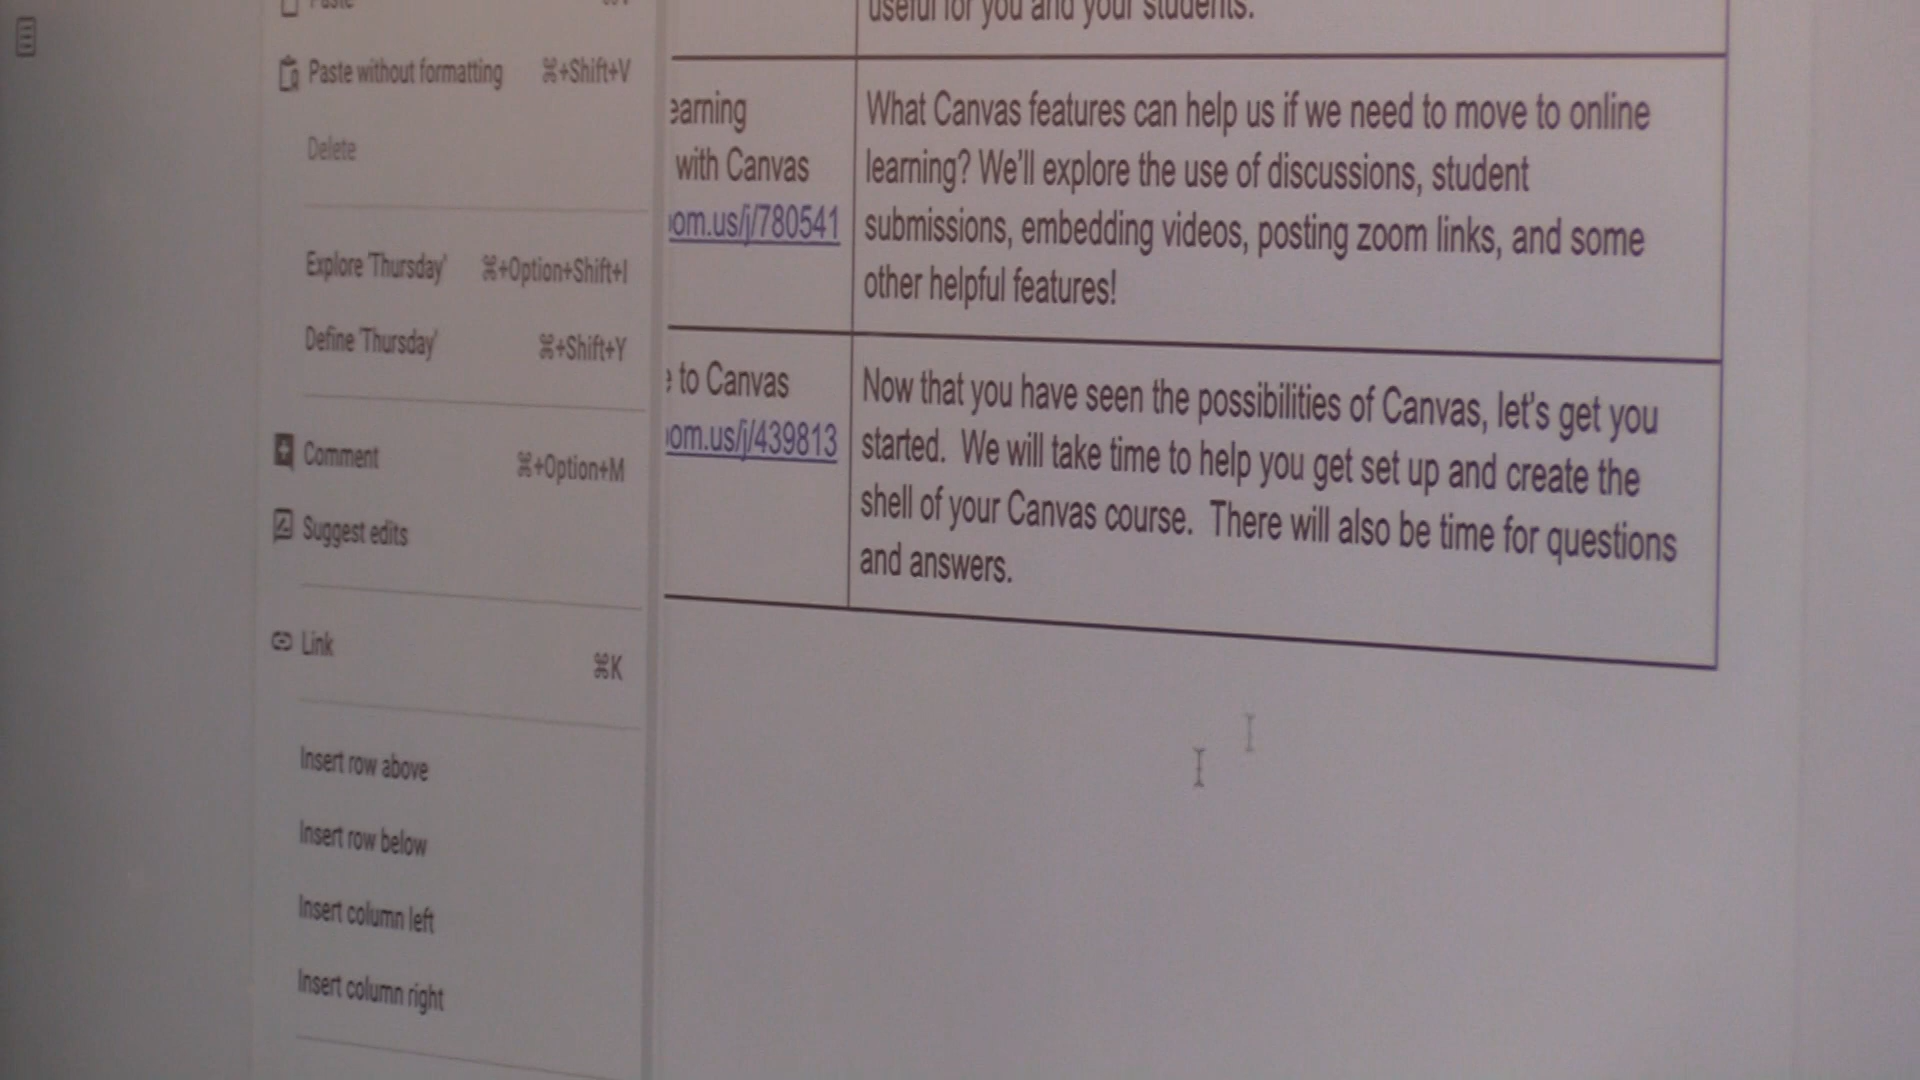 Paste
Paste without formatting ⌘+Shift+V
Delete
Explore 'Thursday' ⌘+Option+Shift+I
Define 'Thursday' ⌘+Shift+Y
Comment ⌘+Option+M
Suggest edits
Link ⌘K
Insert row above
Insert row below
Insert column left
Insert column right
useful for you and your students.
earning
with Canvas
om.us/j/780541
What Canvas features can help us if we need to move to online
learning? We'll explore the use of discussions, student
submissions, embedding videos, posting zoom links, and some
other helpful features!
to Canvas
om.us/j/439813
Now that you have seen the possibilities of Canvas, let's get you
started. We will take time to help you get set up and create the
shell of your Canvas course. There will also be time for questions
and answers.